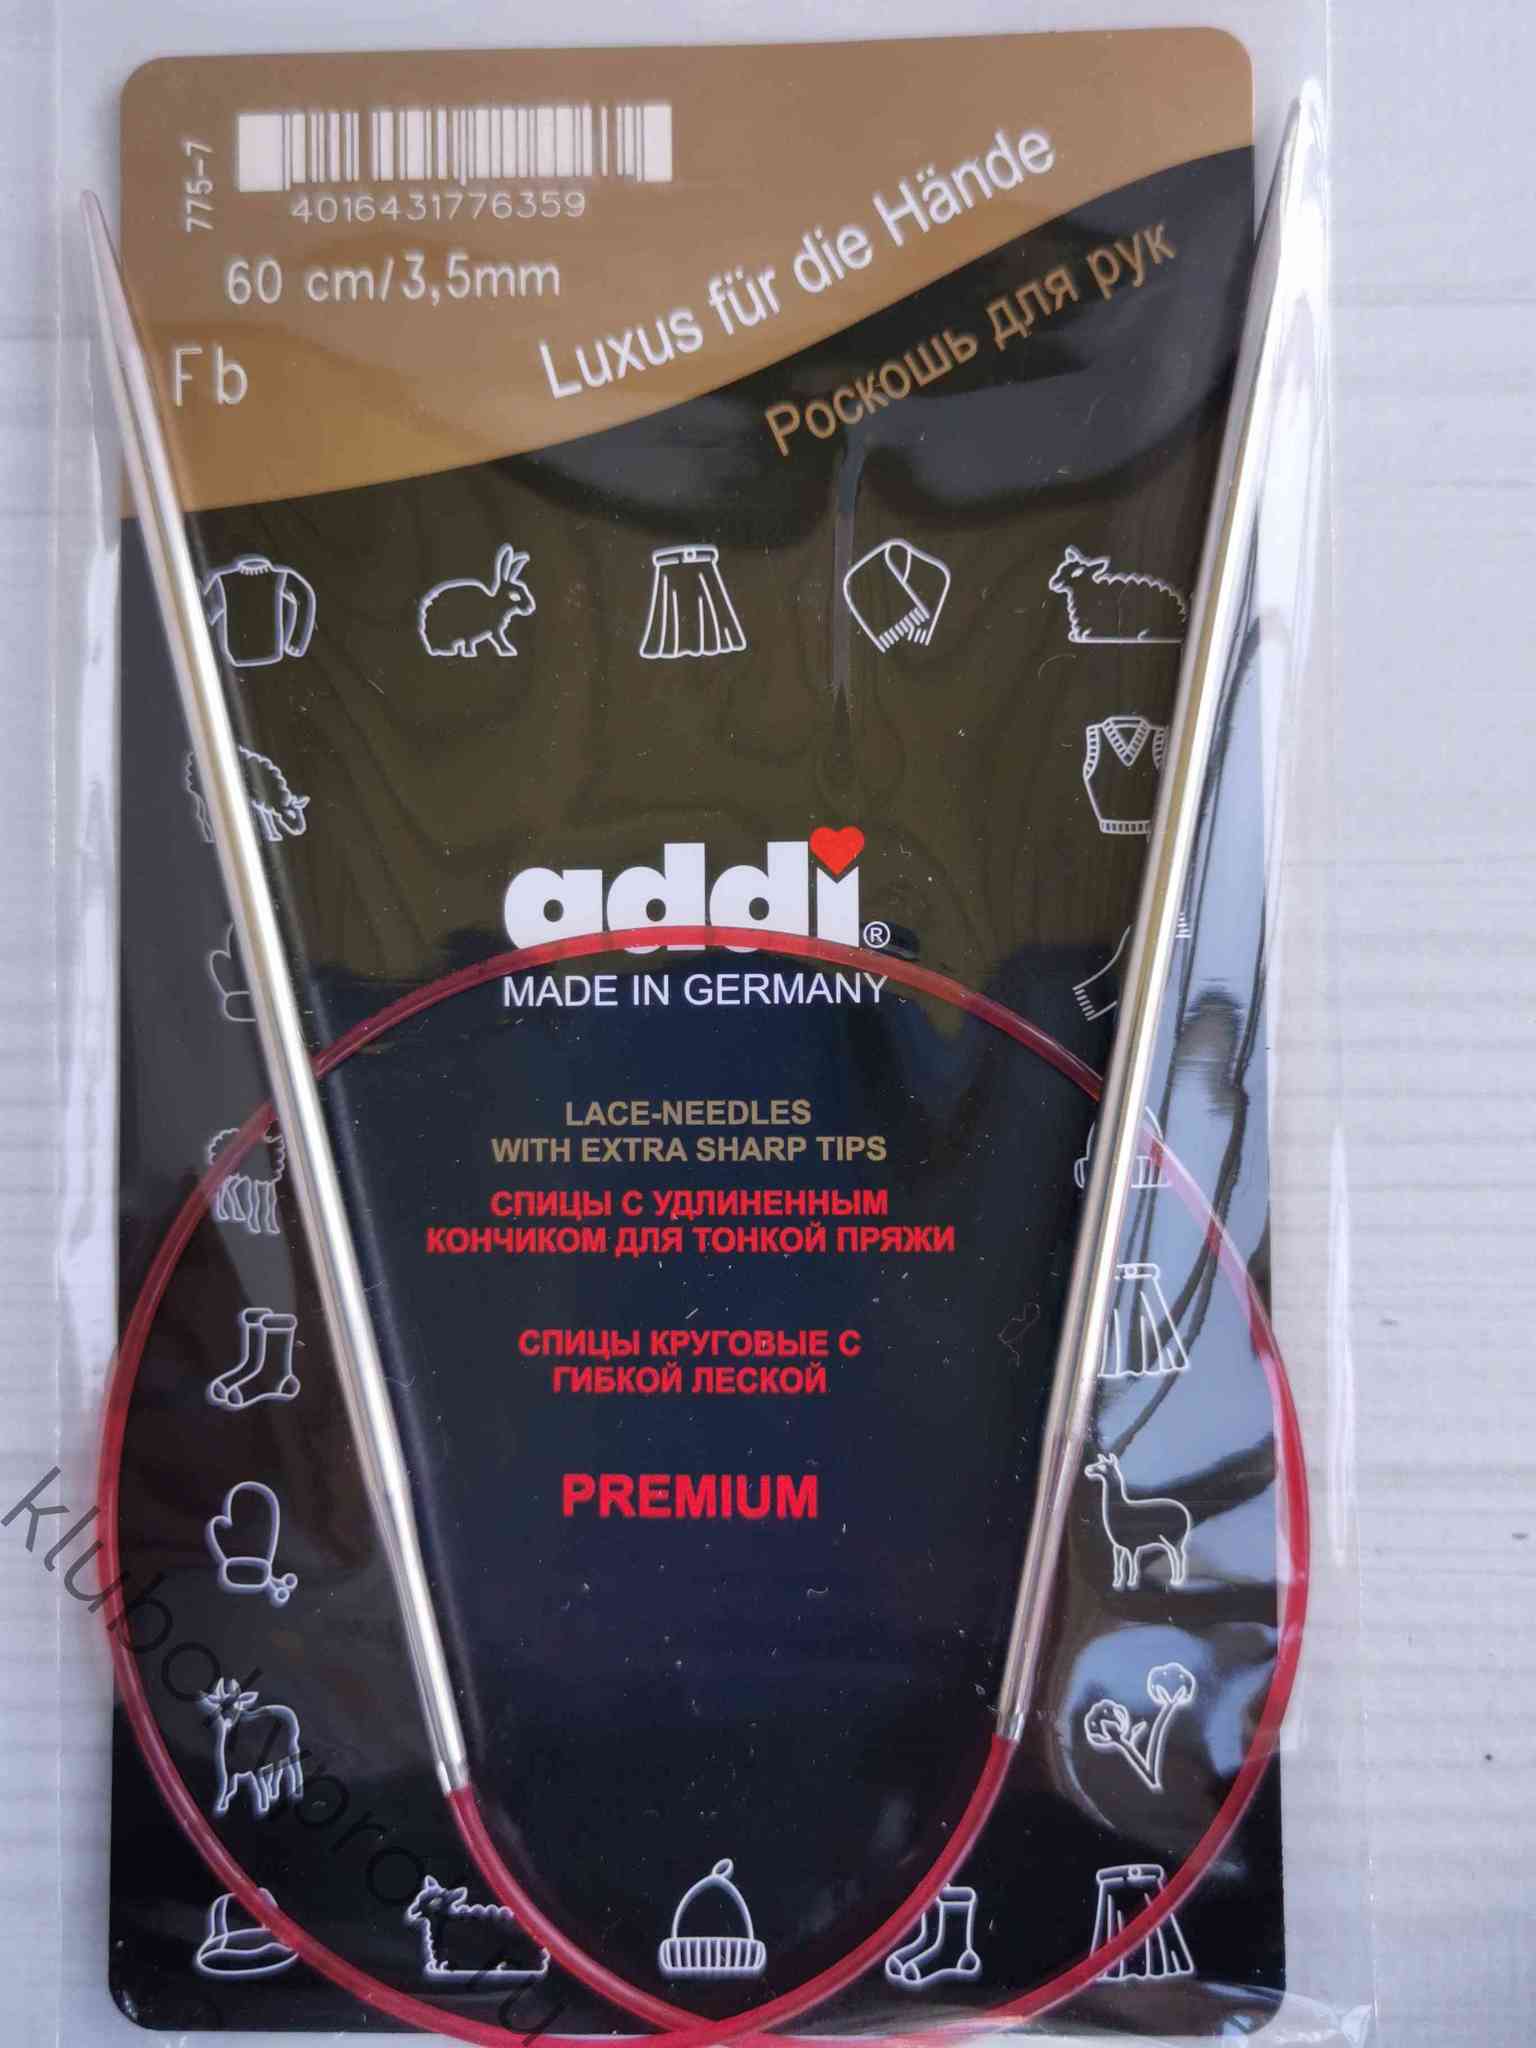 775-7
4016431776359
60 cm/3,5mm
Fb
Luxus für die Hände
Роскошь для рук
addi®
MADE IN GERMANY
LACE-NEEDLES
WITH EXTRA SHARP TIPS
СПИЦЫ С УДЛИНЕННЫМ
КОНЧИКОМ ДЛЯ ТОНКОЙ ПРЯЖИ
СПИЦЫ КРУГОВЫЕ С
ГИБКОЙ ЛЕСКОЙ
PREMIUM